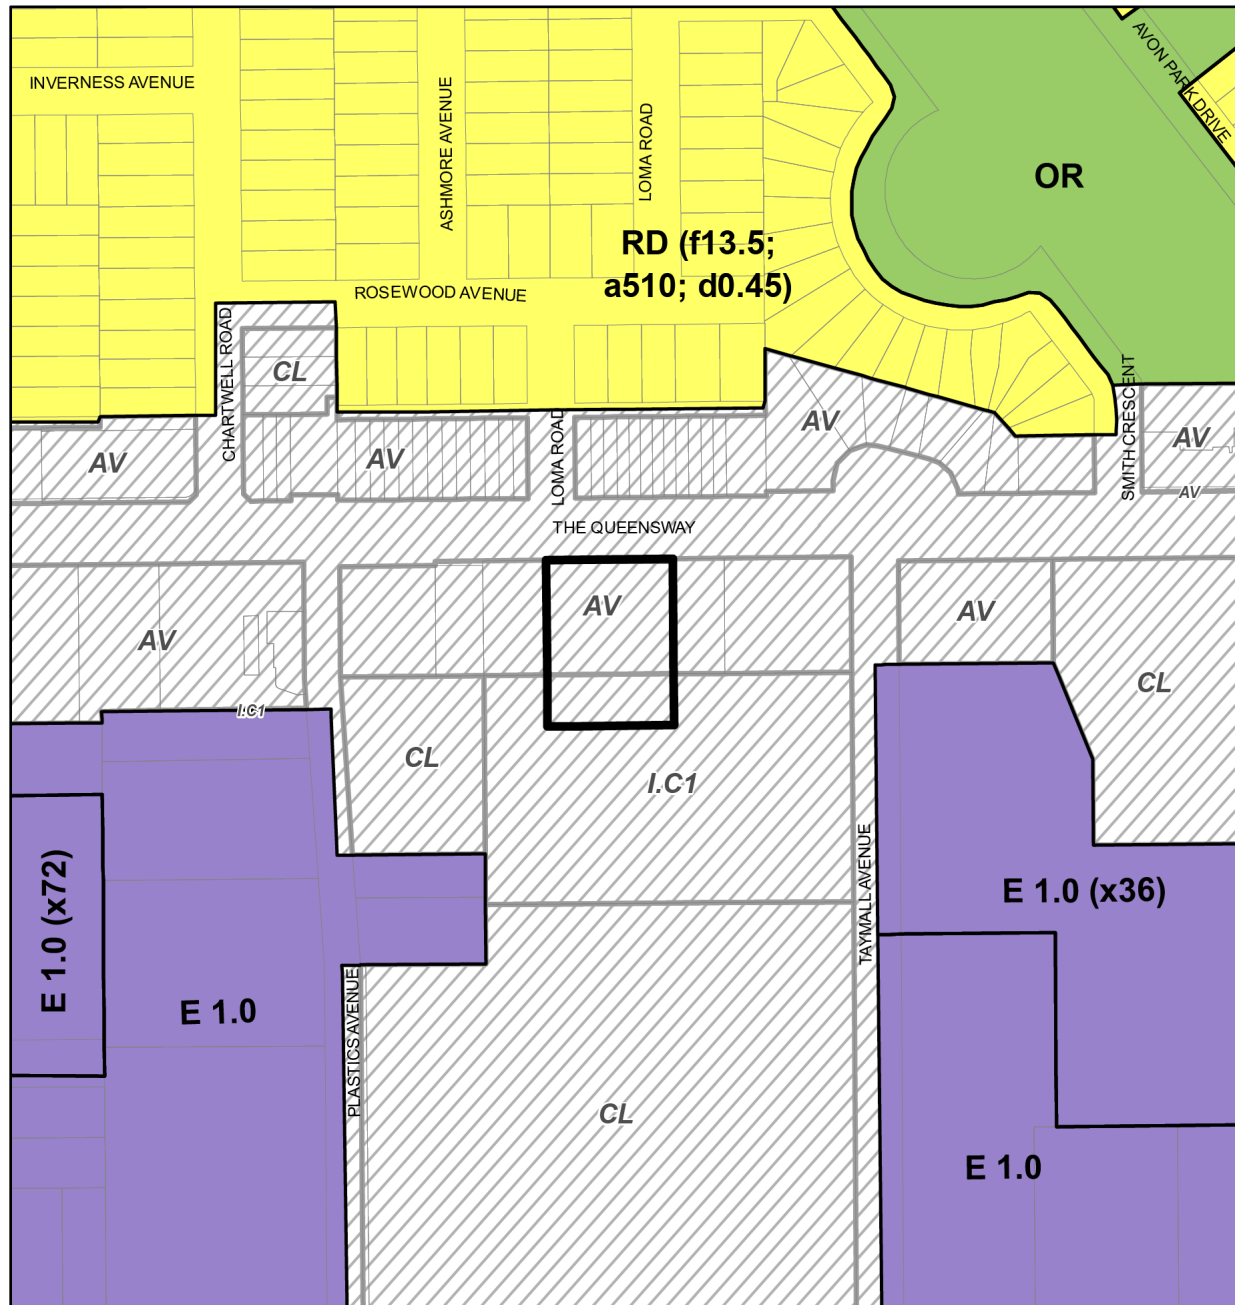 AVON PARK DRIVE
INVERNESS AVENUE
ASHMORE AVENUE
LOMA ROAD
OR
RD (f13.5;
a510; d0.45)
ROSEWOOD AVENUE
CHARTWELL ROAD
CL
SMITH CRESCENT
AV
AV
AV
LOMA ROAD
AV
AV
THE QUEENSWAY
AV
AV
AV
CL
I.C1
CL
I.C1
TAYMALL AVENUE
E 1.0 (x36)
E 1.0 (x72)
E 1.0
PLASTICS AVENUE
CL
E 1.0